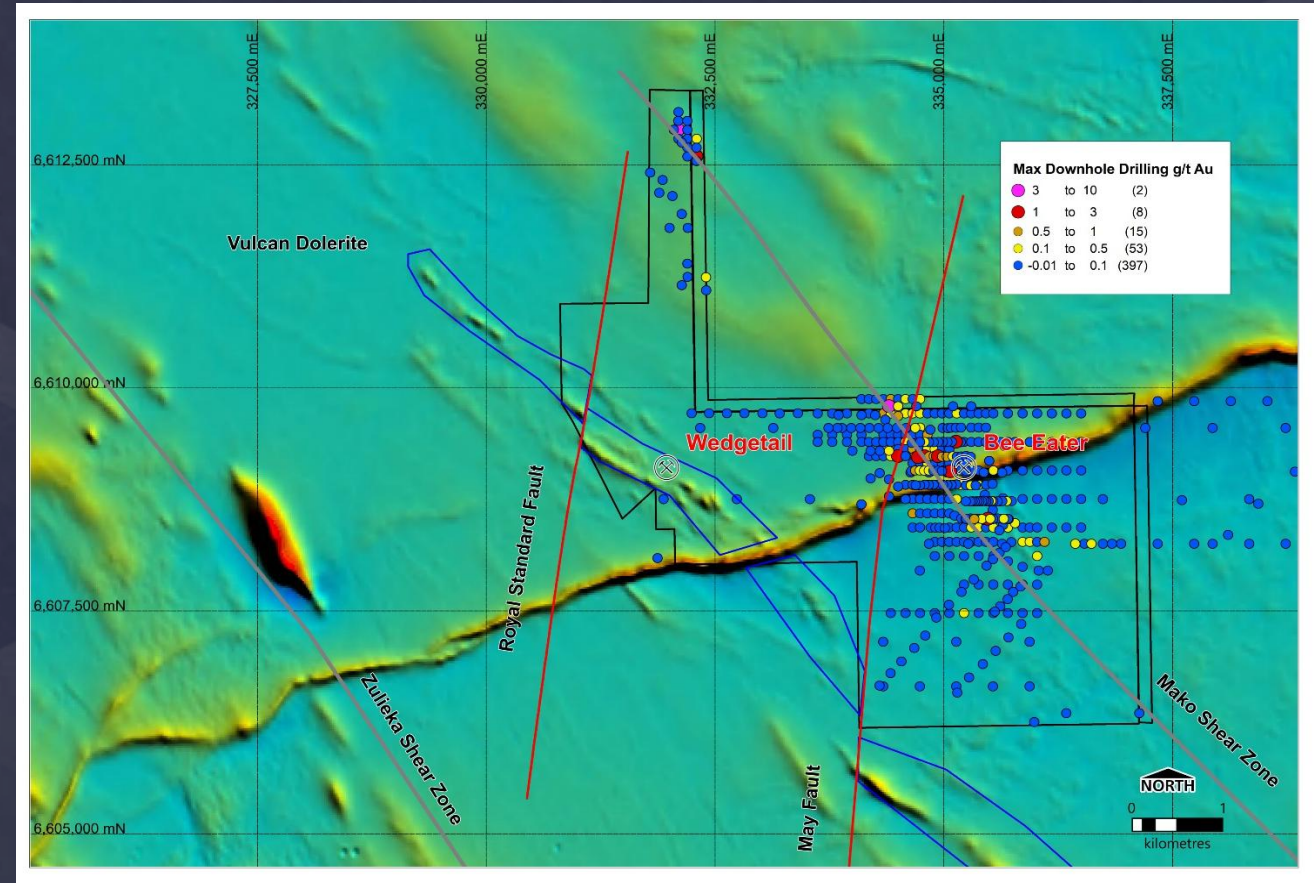 327,500 mE
330,000 mE
332,500 mE
335,000 mE
337,500 mE
6,612,500 mN
Max Downhole Drilling g/t Au
3 to 10 (2)
1 to 3 (8)
0.5 to 1 (15)
0.1 to 0.5 (53)
-0.01 to 0.1 (397)
Vulcan Dolerite
6,610,000 mN
Wedgetail
Bee Eater
Royal Standard Fault
6,607,500 mN
Zulieka Shear Zone
Mako Shear Zone
May Fault
NORTH
0 1
kilometres
6,605,000 mN